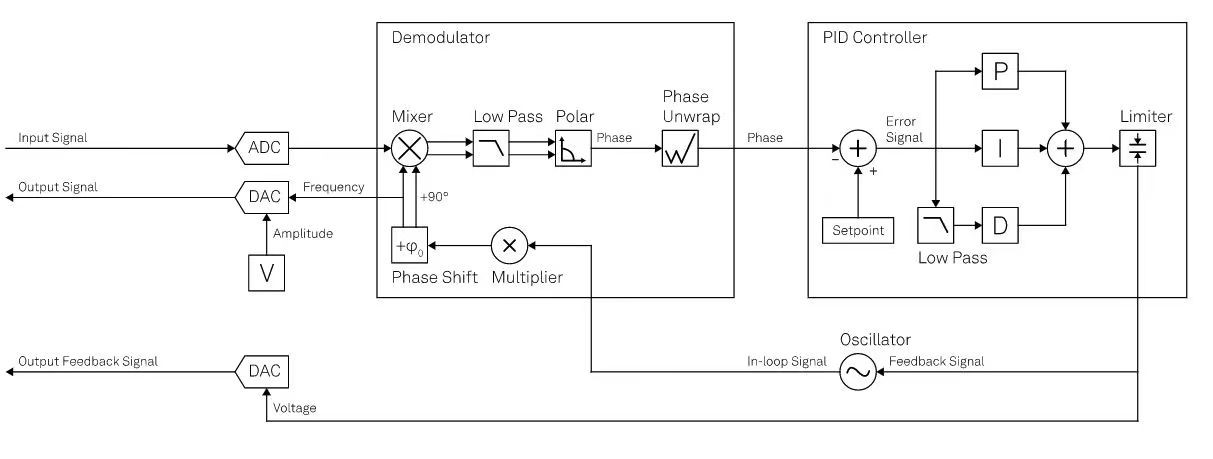 Demodulator
PID Controller
P
Mixer
Low Pass
Polar
Phase
Unwrap
Error
Signal
Limiter
Input Signal
ADC
Phase
Phase
I
−
+
Output Signal
DAC
Frequency
+90°
Amplitude
Setpoint
D
+φ₀
V
Phase Shift
Multiplier
Low Pass
Oscillator
Output Feedback Signal
DAC
In-loop Signal
Feedback Signal
Voltage